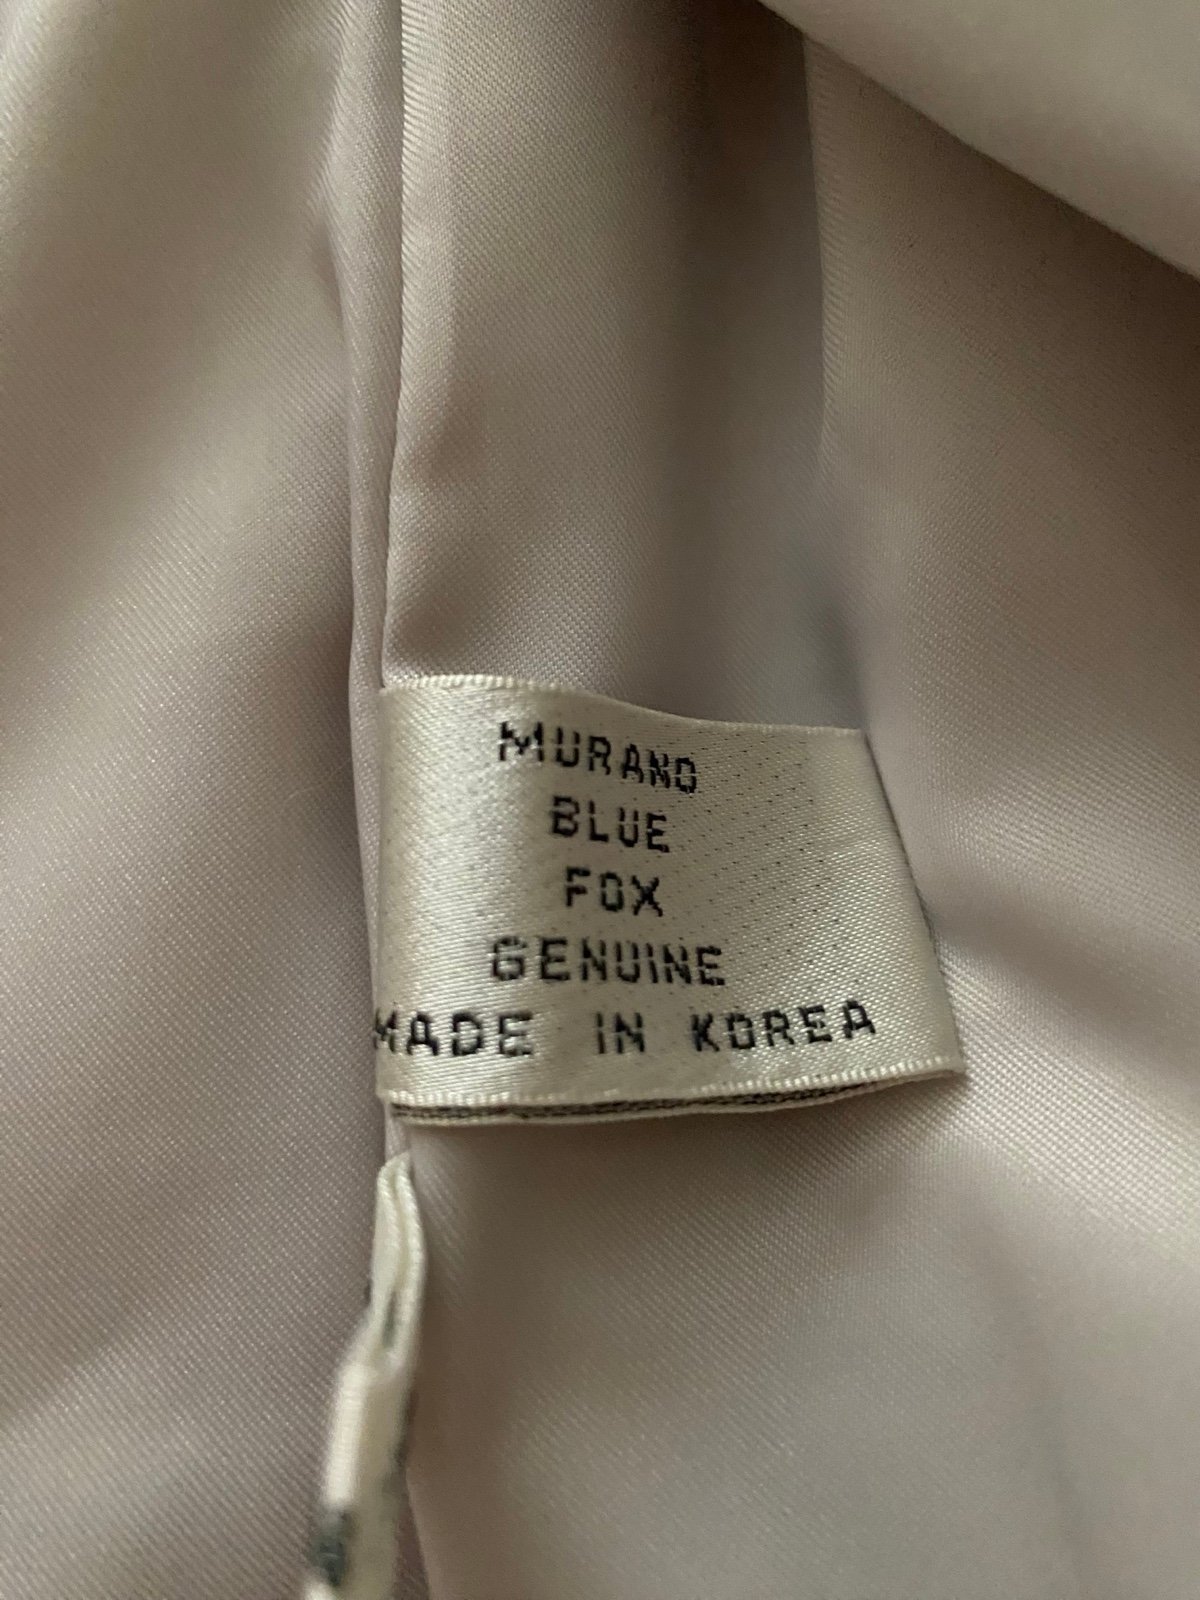 MURANO
BLUE
FOX
GENUINE
MADE IN KOREA